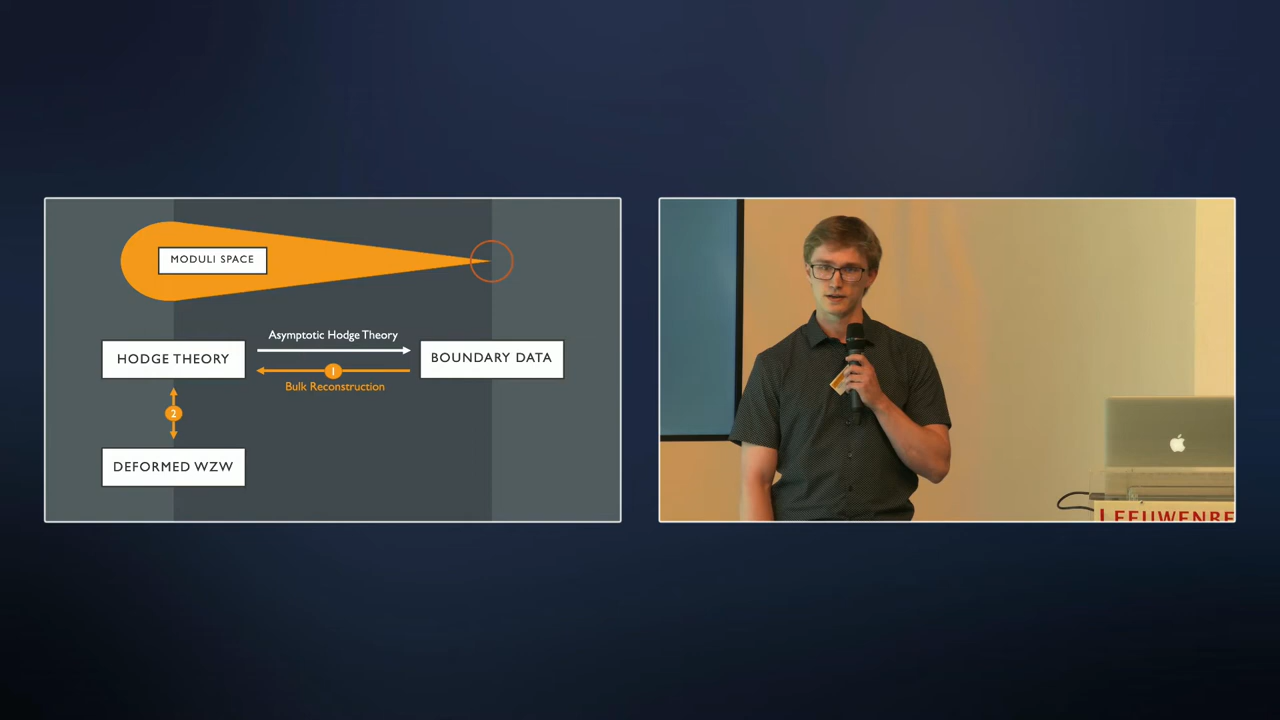 MODULI SPACE
Asymptotic Hodge Theory
HODGE THEORY
BOUNDARY DATA
1
Bulk Reconstruction
2
DEFORMED WZW
LEEUWENBE